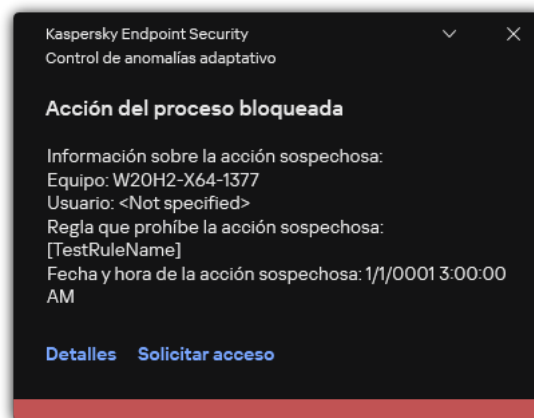 Kaspersky Endpoint Security
Control de anomalías adaptativo
Acción del proceso bloqueada
Información sobre la acción sospechosa:
Equipo: W20H2-X64-1377
Usuario: <Not specified>
Regla que prohíbe la acción sospechosa:
[TestRuleName]
Fecha y hora de la acción sospechosa: 1/1/0001 3:00:00
AM
Detalles Solicitar acceso